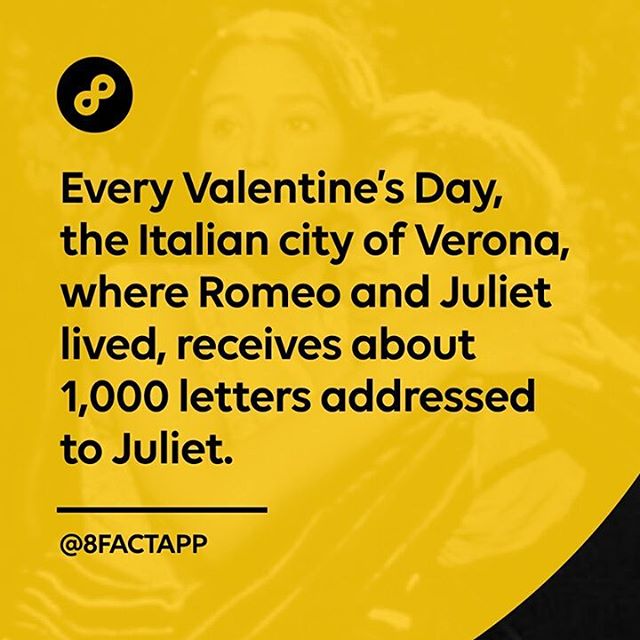 Every Valentine's Day,
the Italian city of Verona,
where Romeo and Juliet
lived, receives about
1,000 letters addressed
to Juliet.
@8FACTAPP